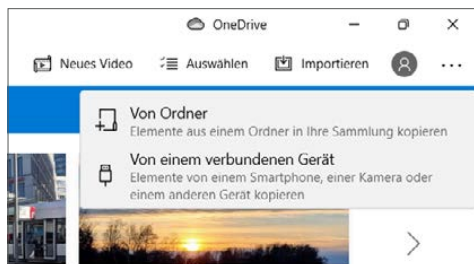 OneDrive
Neues Video Auswählen Importieren
Von Ordner
Elemente aus einem Ordner in Ihre Sammlung kopieren
Von einem verbundenen Gerät
Elemente von einem Smartphone, einer Kamera oder
einem anderen Gerät kopieren